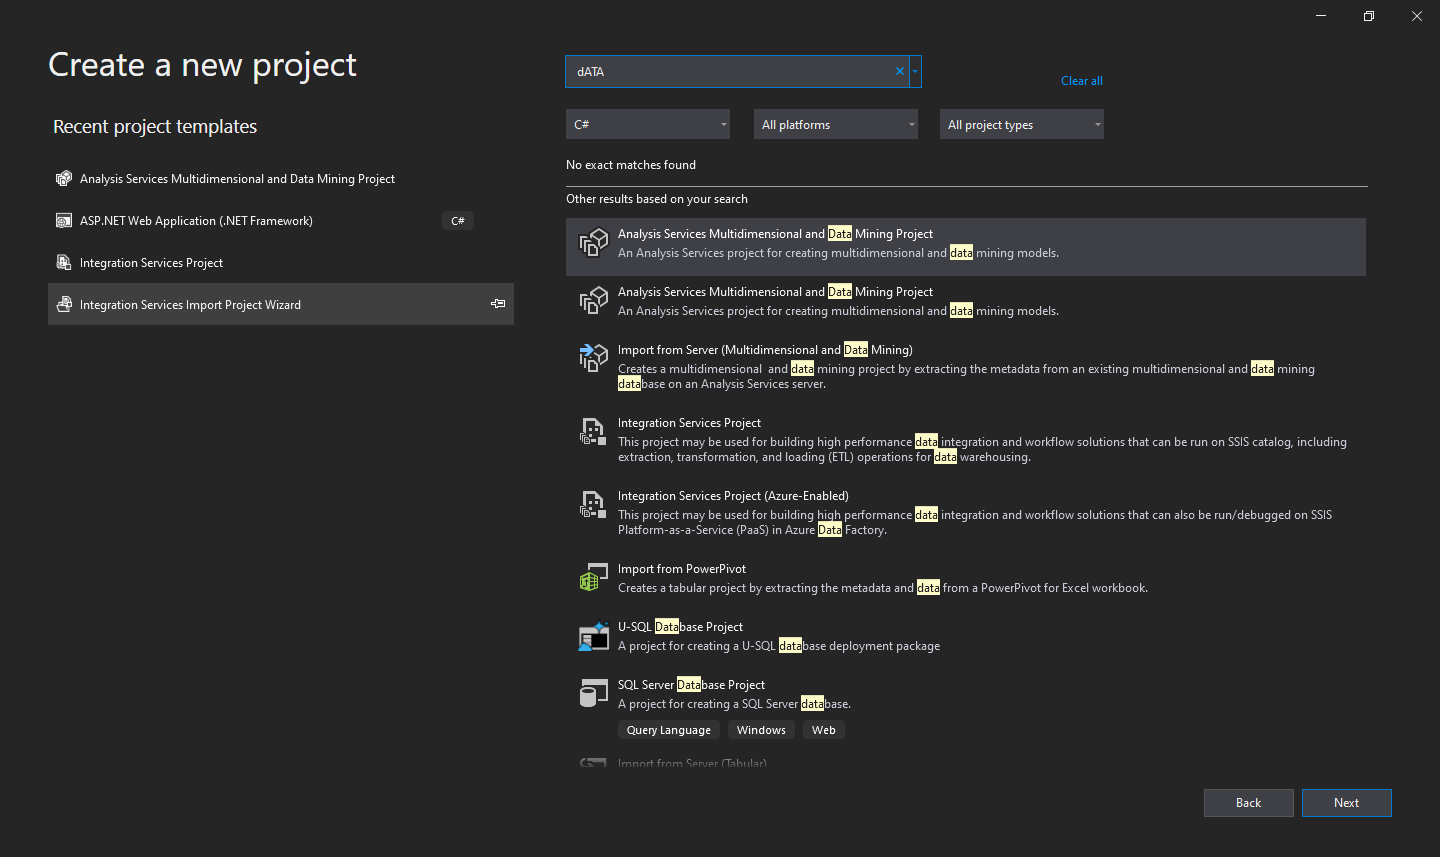 Create a new project
Recent project templates
Analysis Services Multidimensional and Data Mining Project
ASP.NET Web Application (.NET Framework)
C#
Integration Services Project
Integration Services Import Project Wizard
dATA
Clear all
C#
All platforms
All project types
No exact matches found
Other results based on your search
Analysis Services Multidimensional and Data Mining Project
An Analysis Services project for creating multidimensional and data mining models.
Analysis Services Multidimensional and Data Mining Project
An Analysis Services project for creating multidimensional and data mining models.
Import from Server (Multidimensional and Data Mining)
Creates a multidimensional  and data mining project by extracting the metadata from an existing multidimensional and data mining
database on an Analysis Services server.
Integration Services Project
This project may be used for building high performance data integration and workflow solutions that can be run on SSIS catalog, including
extraction, transformation, and loading (ETL) operations for data warehousing.
Integration Services Project (Azure-Enabled)
This project may be used for building high performance data integration and workflow solutions that can also be run/debugged on SSIS
Platform-as-a-Service (PaaS) in Azure Data Factory.
Import from PowerPivot
Creates a tabular project by extracting the metadata and data from a PowerPivot for Excel workbook.
U-SQL Database Project
A project for creating a U-SQL database deployment package
SQL Server Database Project
A project for creating a SQL Server database.
Query Language
Windows
Web
Import from Server (Tabular)
Back
Next